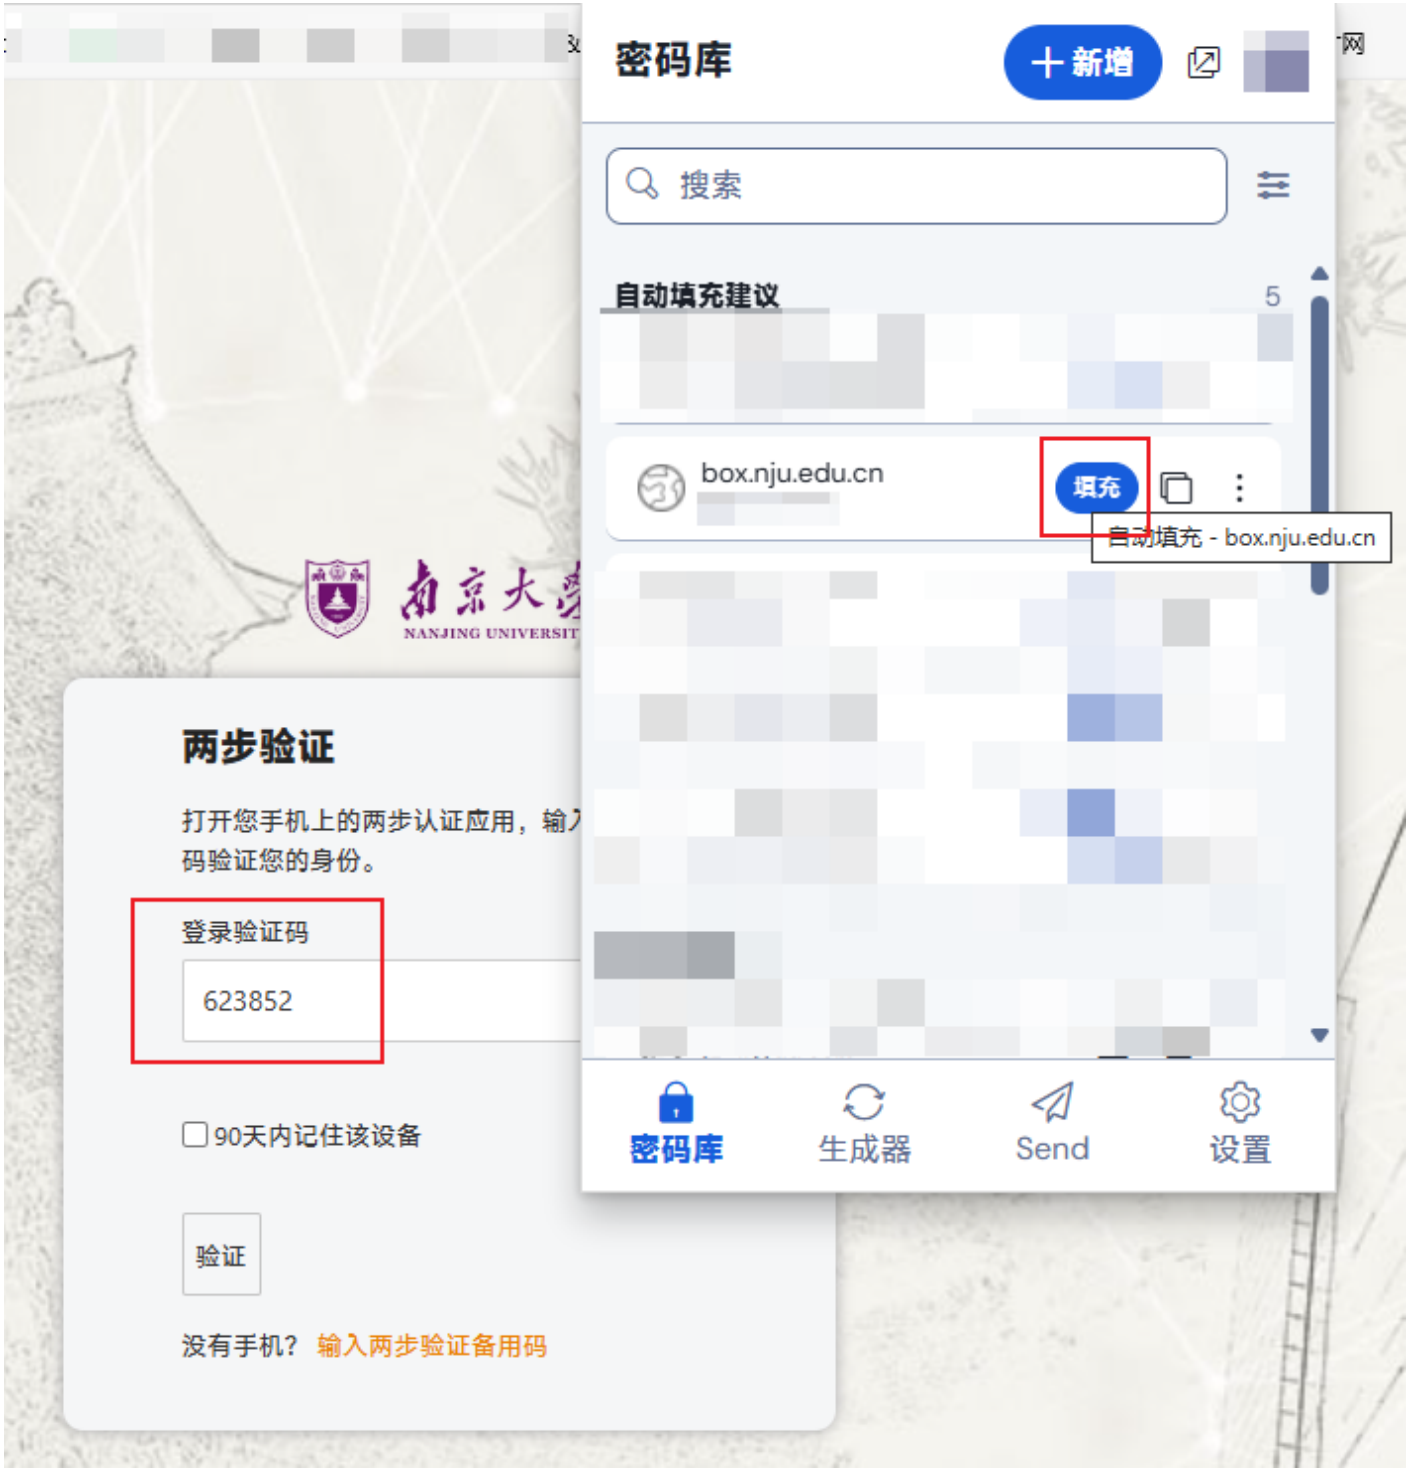 网
密码库
新增
搜索
自动填充建议
5
box.nju.edu.cn
填充
自动填充 - box.nju.edu.cn
南京大
NANJING UNIVERSIT
两步验证
打开您手机上的两步认证应用，输
码验证您的身份。
登录验证码
623852
90天内记住该设备
验证
没有手机？ 输入两步验证备用码
密码库
生成器
Send
设置